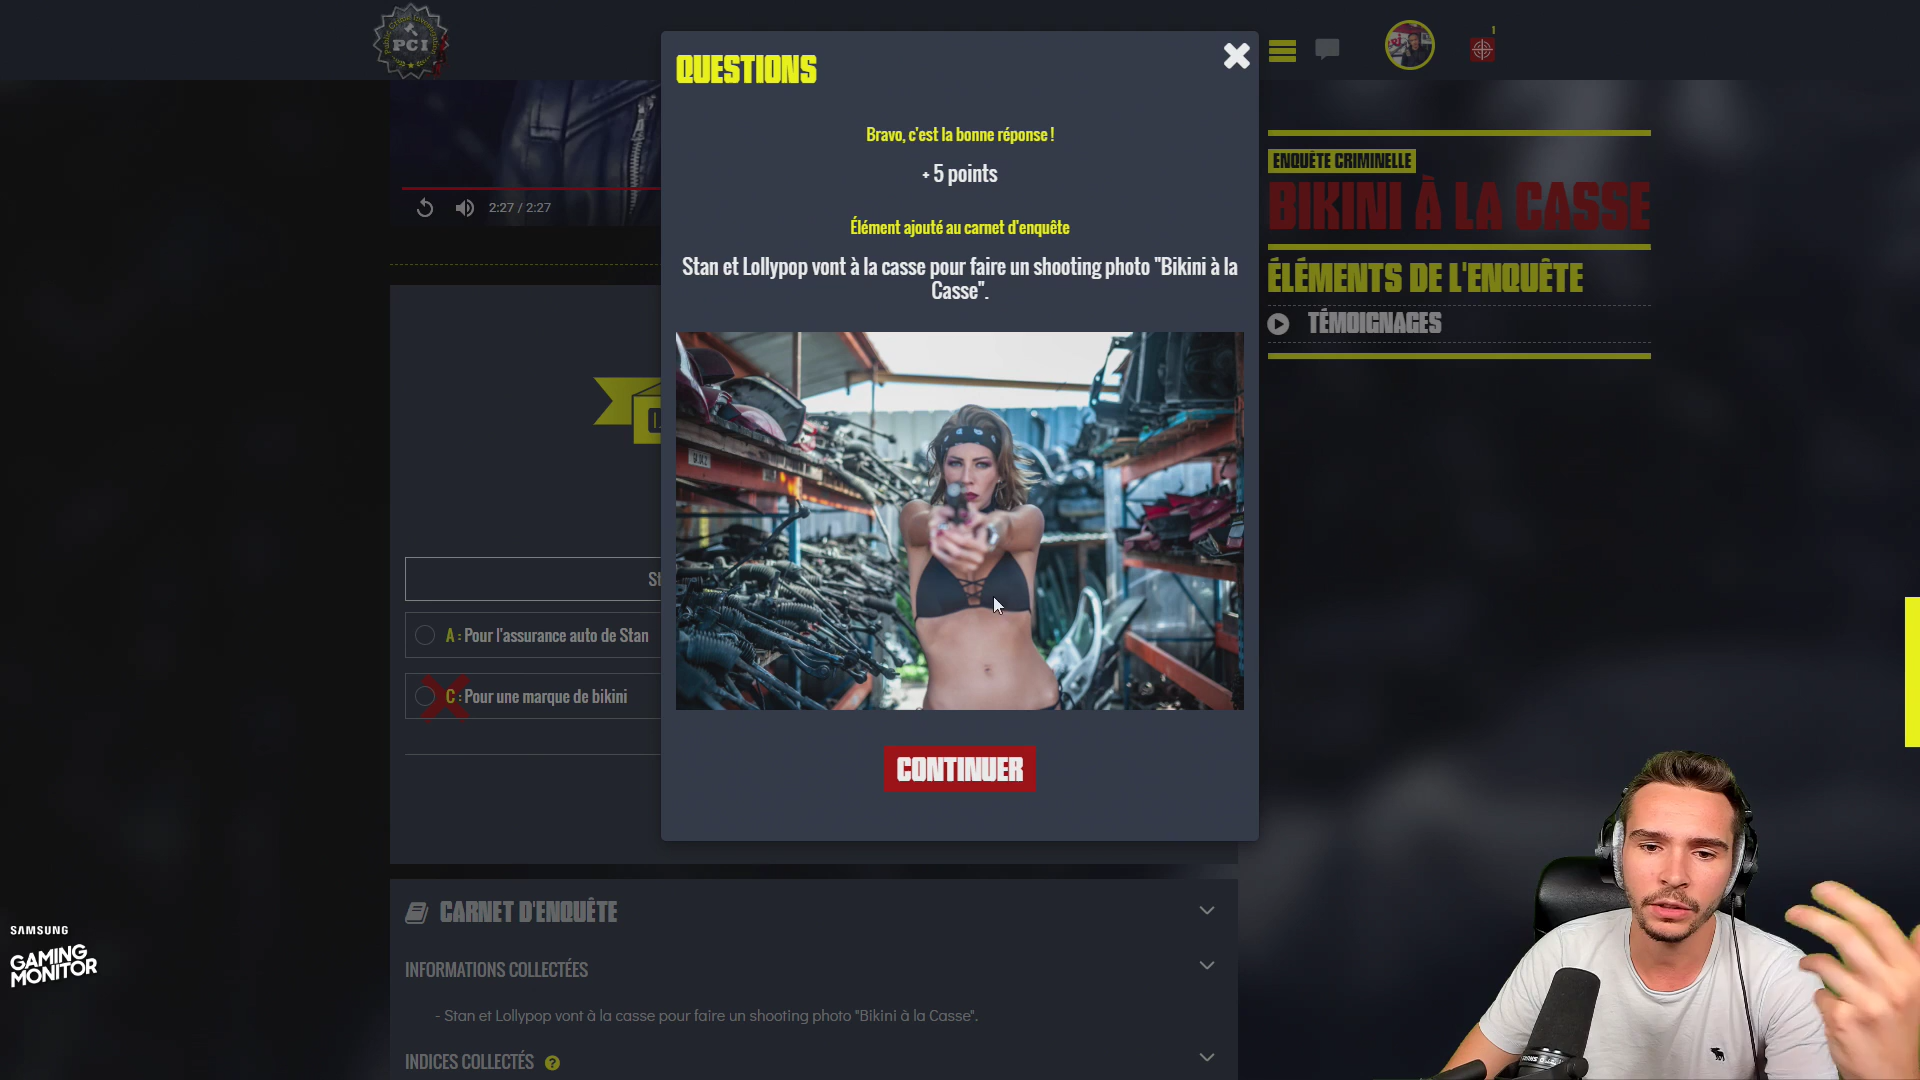 PCI
QUESTIONS
Bravo, c'est la bonne réponse !
+ 5 points
Élément ajouté au carnet d'enquête
Stan et Lollypop vont à la casse pour faire un shooting photo "Bikini à la
Casse".
CONTINUER
2:27 / 2:27
ENQUÊTE CRIMINELLE
BIKINI À LA CASSE
ÉLÉMENTS DE L'ENQUÊTE
TÉMOIGNAGES
A : Pour l'assurance auto de Stan
C : Pour une marque de bikini
CARNET D'ENQUÊTE
INFORMATIONS COLLECTÉES
- Stan et Lollypop vont à la casse pour faire un shooting photo "Bikini à la Casse".
INDICES COLLECTÉS ?
SAMSUNG
GAMING
MONITOR